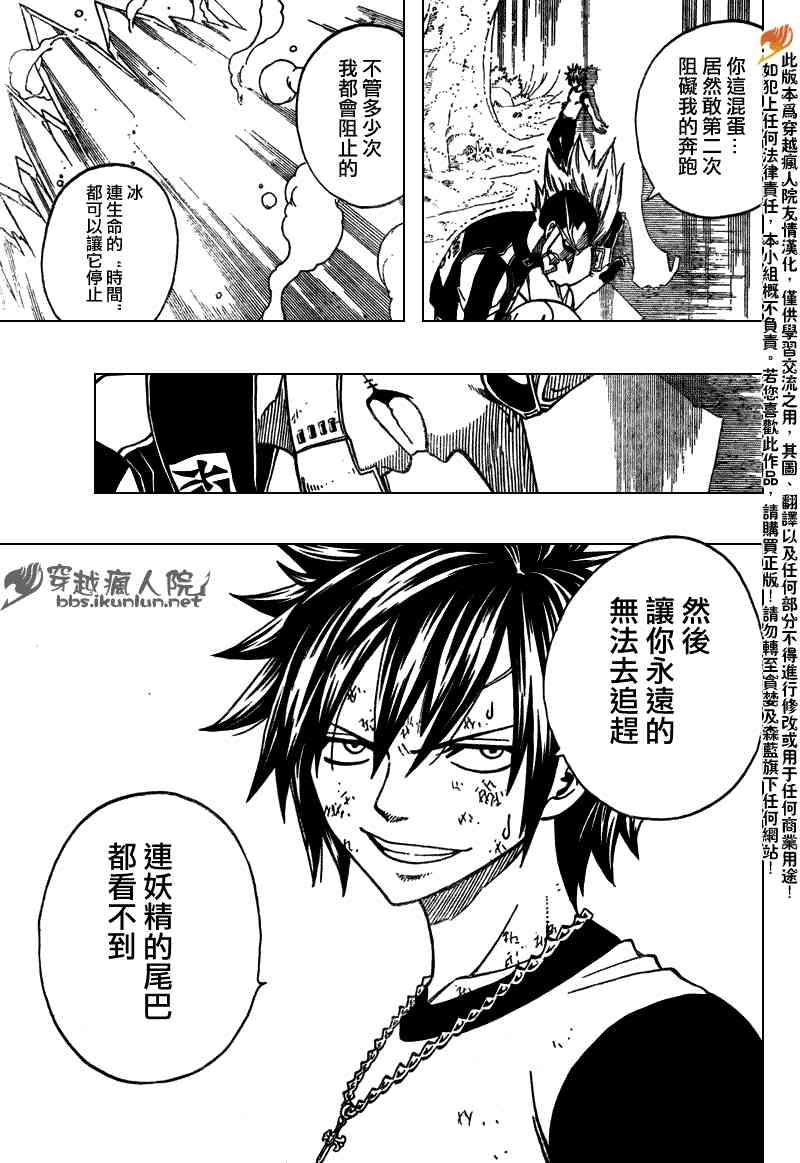 你這混蛋…
居然敢第二次
阻礙我的奔跑
不管多少次
我都會阻止的
冰
連生命的“時間”
都可以讓它停止
然後
讓你永遠的
無法去追趕
連妖精的尾巴
都看不到
穿越瘋人院
bbs.ikunlun.net
此版本爲穿越瘋人院友情漢化，僅供學習交流之用，其圖、翻譯以及任何部分不得進行修改或用于任何商業用途！
如犯上任何法律責任，本小組概不負責。若您喜歡此作品，請購買正版！請勿轉至貪婪及森藍旗下任何網站！